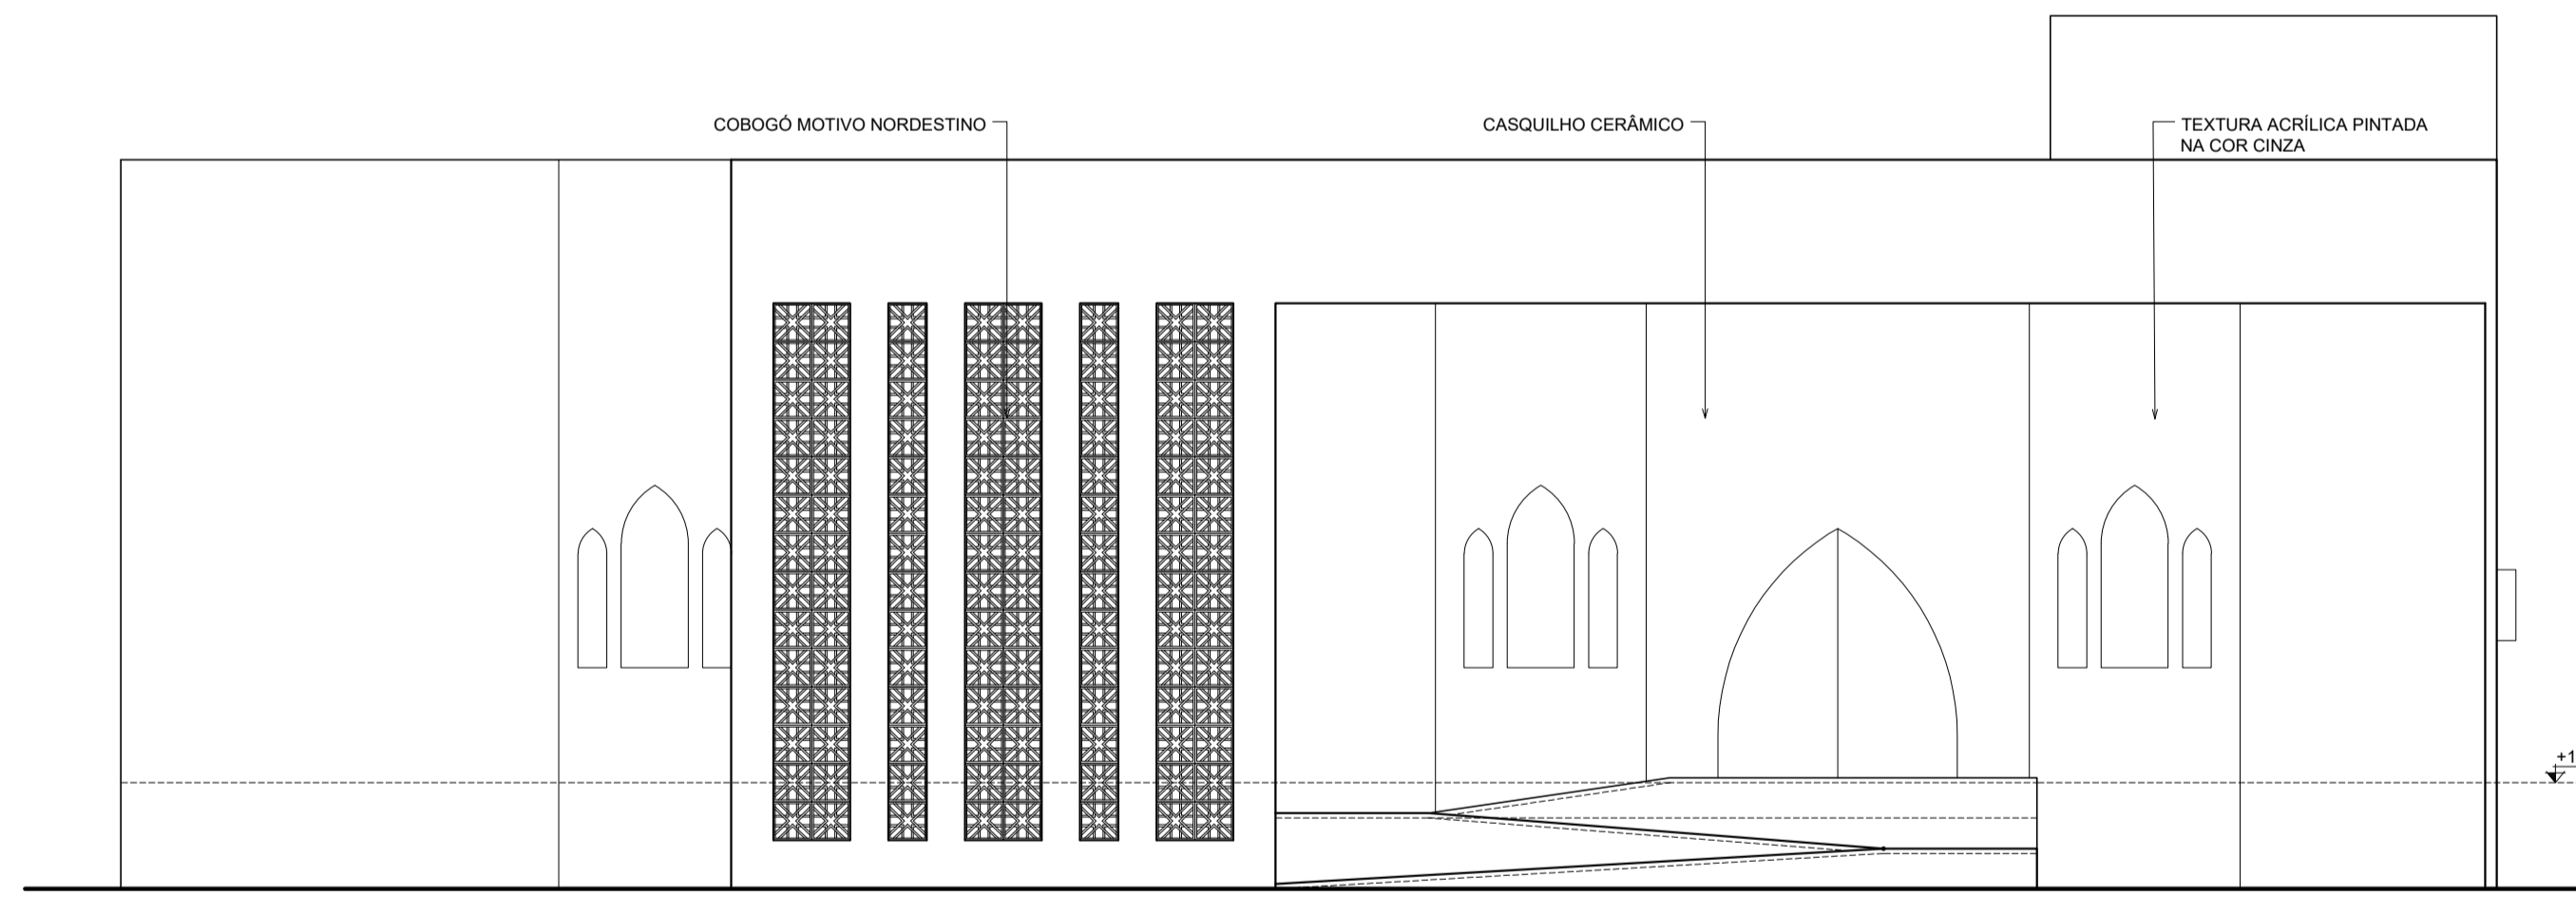 COBOGÓ MOTIVO NORDESTINO
CASQUILHO CERÂMICO
TEXTURA ACRÍLICA PINTADA
NA COR CINZA
+1